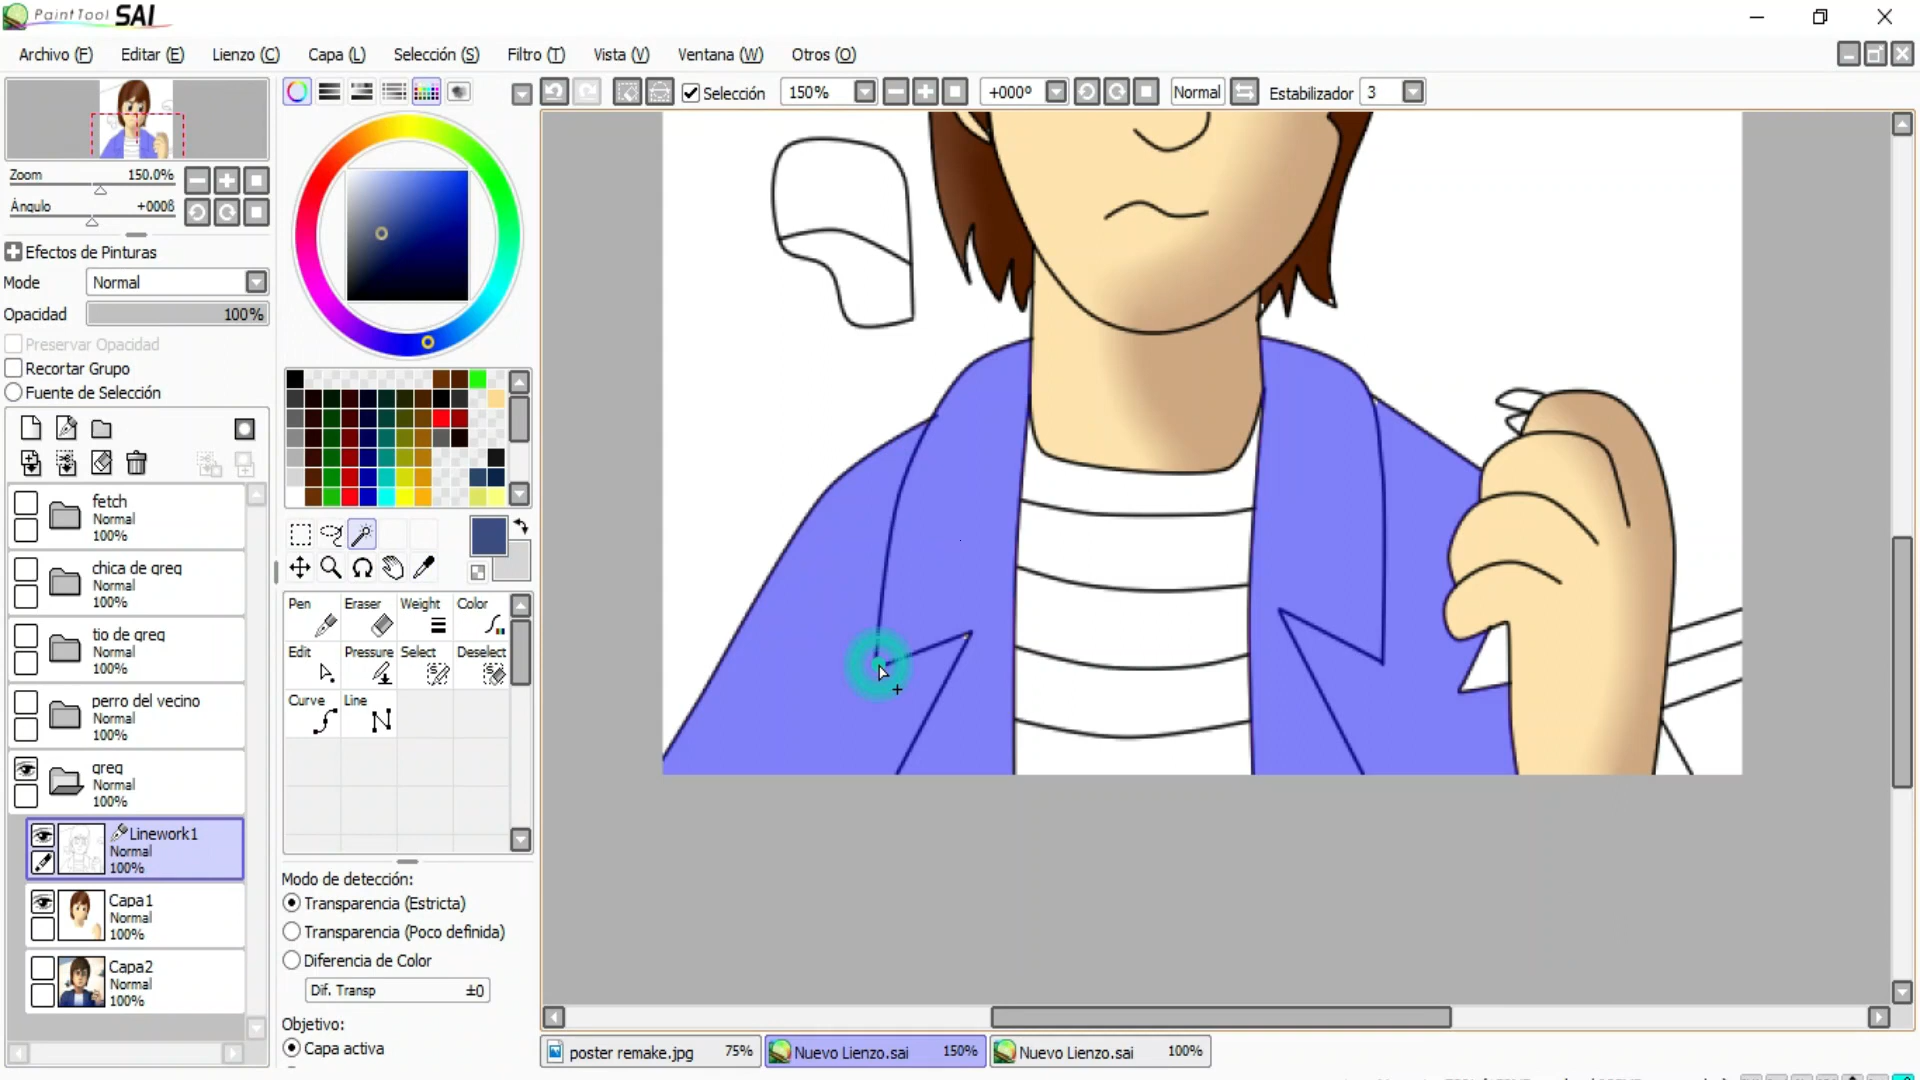 PaintTool SAI
Archivo (F) Editar (E) Lienzo (C) Capa (L) Selección (S) Filtro (T) Vista (V) Ventana (W) Otros (O)
Selección 150% +000º Normal Estabilizador 3
Zoom 150.0%
Ángulo +000ß
Efectos de Pinturas
Mode Normal
Opacidad 100%
Preservar Opacidad
Recortar Grupo
Fuente de Selección
fetch
Normal
100%
chica de greg
Normal
100%
tio de greg
Normal
100%
perro del vecino
Normal
100%
greg
Normal
100%
Linework1
Normal
100%
Capa1
Normal
100%
Capa2
Normal
100%
Pen Eraser Weight Color
Edit Pressure Select Deselect
Curve Line
Modo de detección:
Transparencia (Estricta)
Transparencia (Poco definida)
Diferencia de Color
Dif. Transp ±0
Objetivo:
Capa activa
poster remake.jpg 75% Nuevo Lienzo.sai 150% Nuevo Lienzo.sai 100%